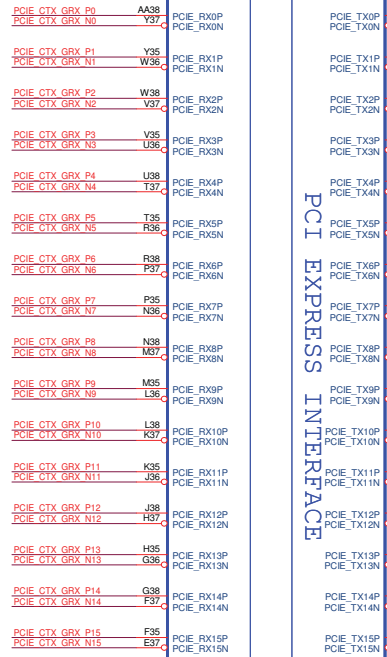 PCIE_CTX_GRX_P0 AA38 PCIE_RX0P PCIE_TX0P
PCIE_CTX_GRX_N0 Y37 PCIE_RX0N PCIE_TX0N
PCIE_CTX_GRX_P1 Y35 PCIE_RX1P PCIE_TX1P
PCIE_CTX_GRX_N1 W36 PCIE_RX1N PCIE_TX1N
PCIE_CTX_GRX_P2 W38 PCIE_RX2P PCIE_TX2P
PCIE_CTX_GRX_N2 V37 PCIE_RX2N PCIE_TX2N
PCIE_CTX_GRX_P3 V35 PCIE_RX3P PCIE_TX3P
PCIE_CTX_GRX_N3 U36 PCIE_RX3N PCIE_TX3N
PCIE_CTX_GRX_P4 U38 PCIE_RX4P PCIE_TX4P
PCIE_CTX_GRX_N4 T37 PCIE_RX4N PCIE_TX4N
PCIE_CTX_GRX_P5 T35 PCIE_RX5P PCIE_TX5P
PCIE_CTX_GRX_N5 R36 PCIE_RX5N PCIE_TX5N
PCIE_CTX_GRX_P6 R38 PCIE_RX6P PCIE_TX6P
PCIE_CTX_GRX_N6 P37 PCIE_RX6N PCIE_TX6N
PCIE_CTX_GRX_P7 P35 PCIE_RX7P PCIE_TX7P
PCIE_CTX_GRX_N7 N36 PCIE_RX7N PCIE_TX7N
PCIE_CTX_GRX_P8 N38 PCIE_RX8P PCIE_TX8P
PCIE_CTX_GRX_N8 M37 PCIE_RX8N PCIE_TX8N
PCIE_CTX_GRX_P9 M35 PCIE_RX9P PCIE_TX9P
PCIE_CTX_GRX_N9 L36 PCIE_RX9N PCIE_TX9N
PCIE_CTX_GRX_P10 L38 PCIE_RX10P PCIE_TX10P
PCIE_CTX_GRX_N10 K37 PCIE_RX10N PCIE_TX10N
PCIE_CTX_GRX_P11 K35 PCIE_RX11P PCIE_TX11P
PCIE_CTX_GRX_N11 J36 PCIE_RX11N PCIE_TX11N
PCIE_CTX_GRX_P12 J38 PCIE_RX12P PCIE_TX12P
PCIE_CTX_GRX_N12 H37 PCIE_RX12N PCIE_TX12N
PCIE_CTX_GRX_P13 H35 PCIE_RX13P PCIE_TX13P
PCIE_CTX_GRX_N13 G36 PCIE_RX13N PCIE_TX13N
PCIE_CTX_GRX_P14 G38 PCIE_RX14P PCIE_TX14P
PCIE_CTX_GRX_N14 F37 PCIE_RX14N PCIE_TX14N
PCIE_CTX_GRX_P15 F35 PCIE_RX15P PCIE_TX15P
PCIE_CTX_GRX_N15 E37 PCIE_RX15N PCIE_TX15N
PCI EXPRESS INTERFACE